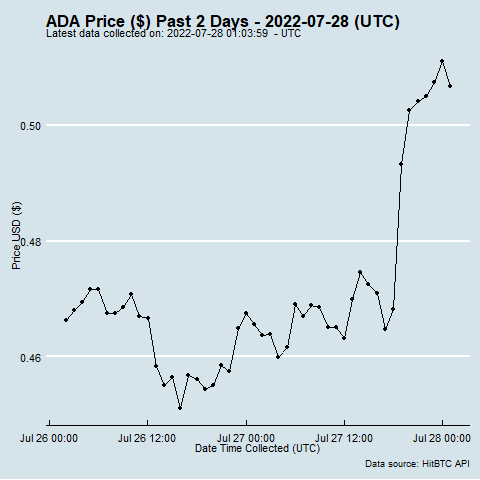 ADA Price ($) Past 2 Days - 2022-07-28 (UTC)
Latest data collected on: 2022-07-28 01:03:59 - UTC
0.50
0.48
0.46
Price USD ($)
Jul 26 00:00 Jul 26 12:00 Jul 27 00:00 Jul 27 12:00 Jul 28 00:00
Date Time Collected (UTC)
Data source: HitBTC API